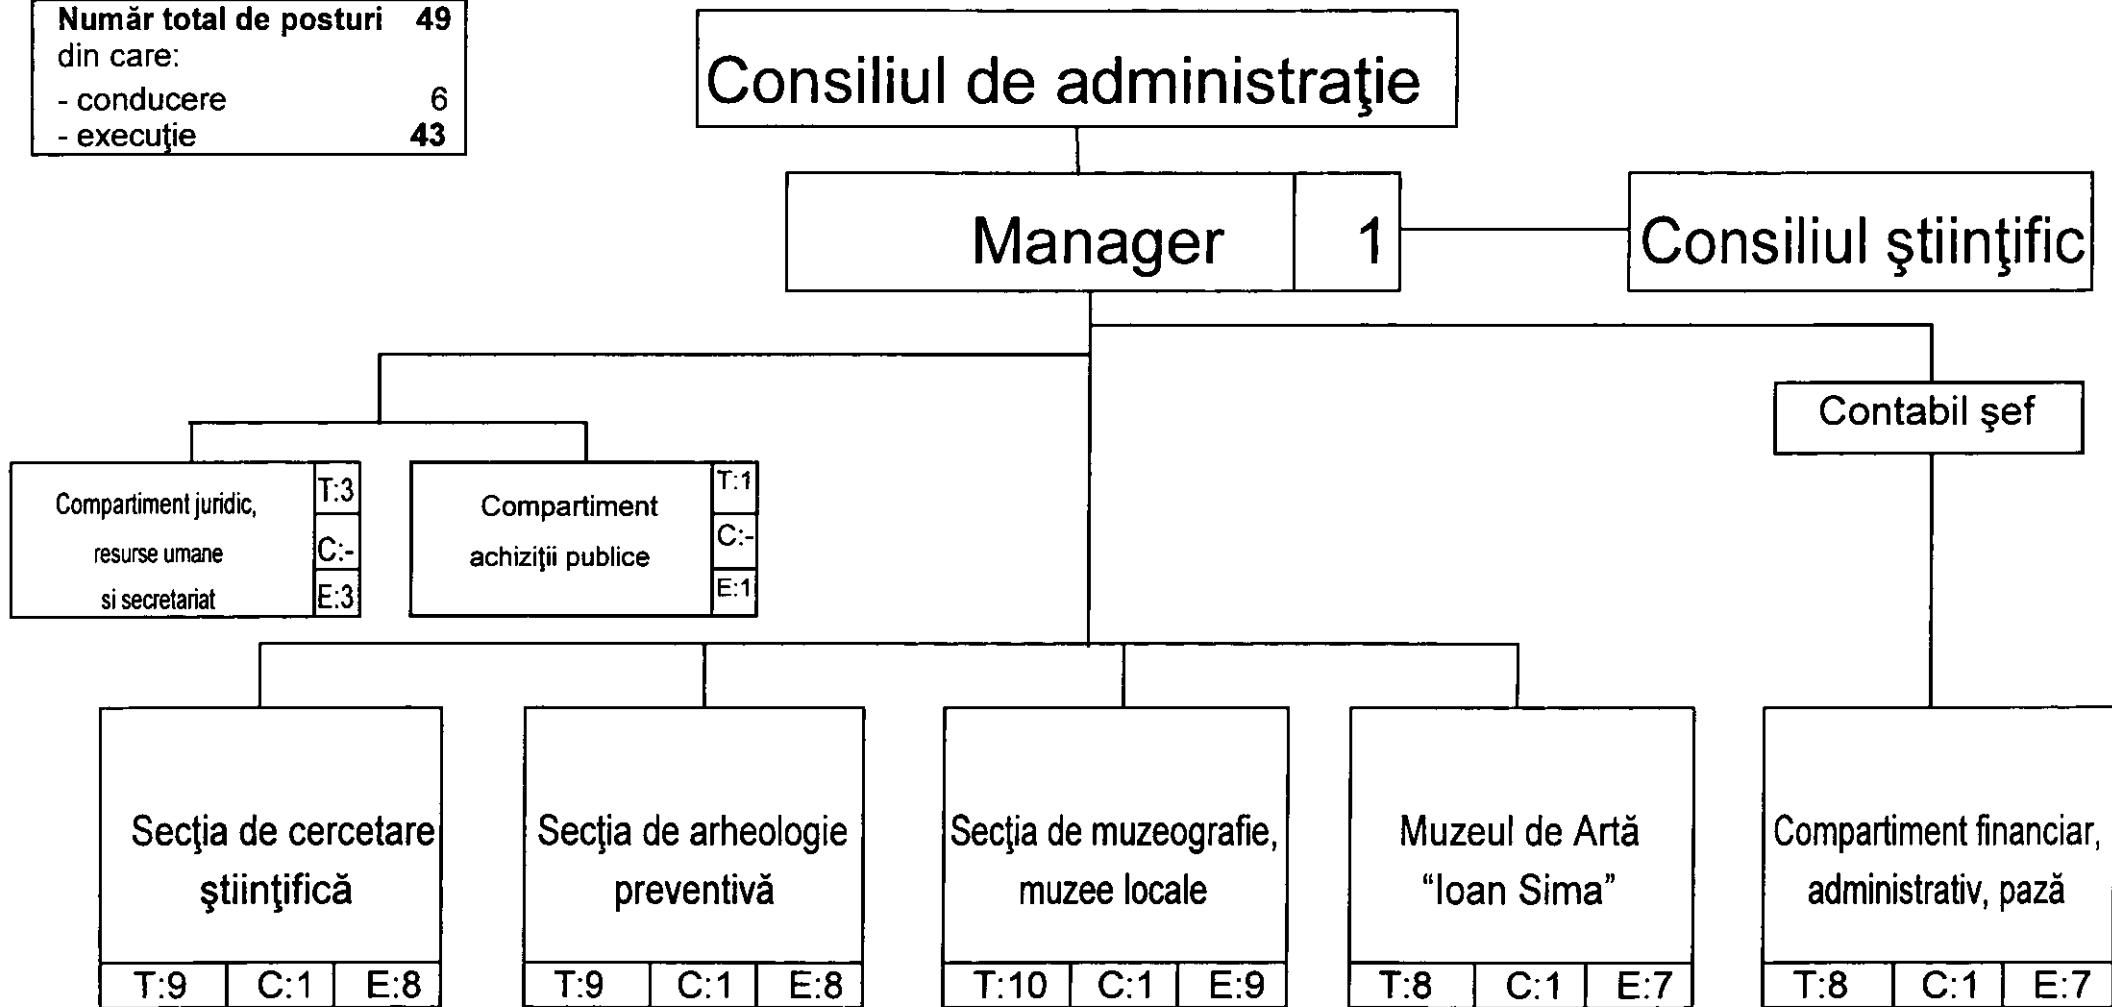 Număr total de posturi 49
din care:
- conducere 6
- execuţie 43
Consiliul de administraţie
Manager 1
Consiliul ştiinţific
Contabil şef
Compartiment juridic,
resurse umane
si secretariat
T:3
C:-
E:3
Compartiment
achiziţii publice
T:1
C:-
E:1
Secţia de cercetare
ştiinţifică
T:9 C:1 E:8
Secţia de arheologie
preventivă
T:9 C:1 E:8
Secţia de muzeografie,
muzee locale
T:10 C:1 E:9
Muzeul de Artă
“Ioan Sima”
T:8 C:1 E:7
Compartiment financiar,
administrativ, pază
T:8 C:1 E:7